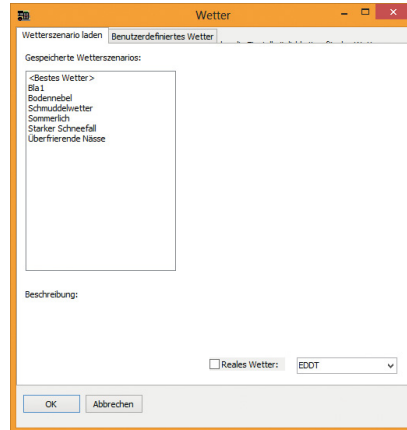 Wetter
Wetterszenario laden
Benutzerdefiniertes Wetter
Gespeicherte Wetterszenarios:
<Bestes Wetter>
Bla1
Bodennebel
Schmuddelwetter
Sommerlich
Starker Schneefall
Überfrierende Nässe
Beschreibung:
Reales Wetter:
EDDT
OK
Abbrechen